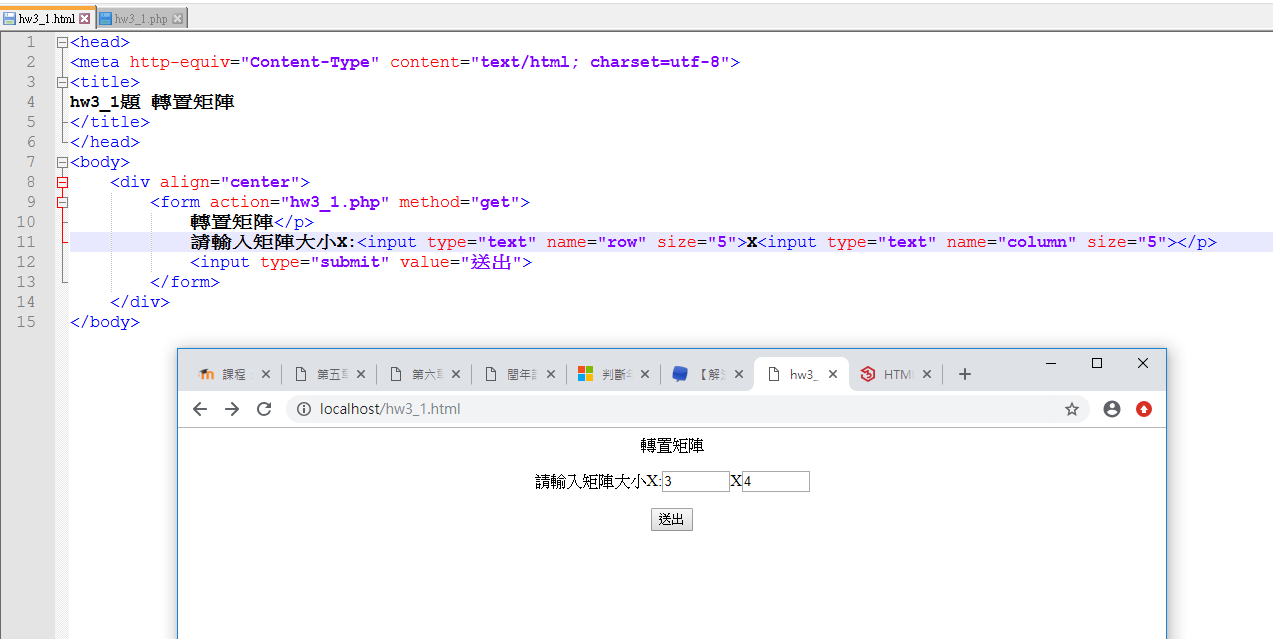 hw3_1.html hw3_1.php
1 <head>
2 <meta http-equiv="Content-Type" content="text/html; charset=utf-8">
3 <title>
4 hw3_1題 轉置矩陣
5 </title>
6 </head>
7 <body>
8 <div align="center">
9 <form action="hw3_1.php" method="get">
10 轉置矩陣</p>
11 請輸入矩陣大小X:<input type="text" name="row" size="5">X<input type="text" name="column" size="5"></p>
12 <input type="submit" value="送出">
13 </form>
14 </div>
15 </body>
課程 第五 第六 閏年 判斷 【解 hw3_ HTM
localhost/hw3_1.html
轉置矩陣
請輸入矩陣大小X:3 X 4
送出